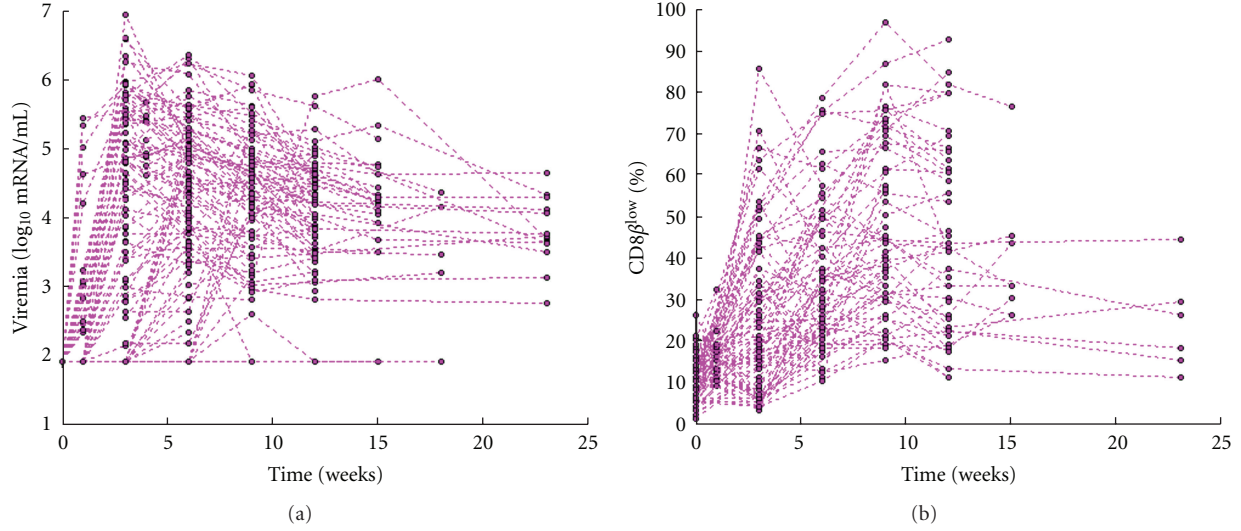 7
6
5
4
3
2
1
Viremia (log₁₀ mRNA/mL)
0 5 10 15 20 25
Time (weeks)
(a)
100
90
80
70
60
50
40
30
20
10
0
CD8β^low (%)
0 5 10 15 20 25
Time (weeks)
(b)